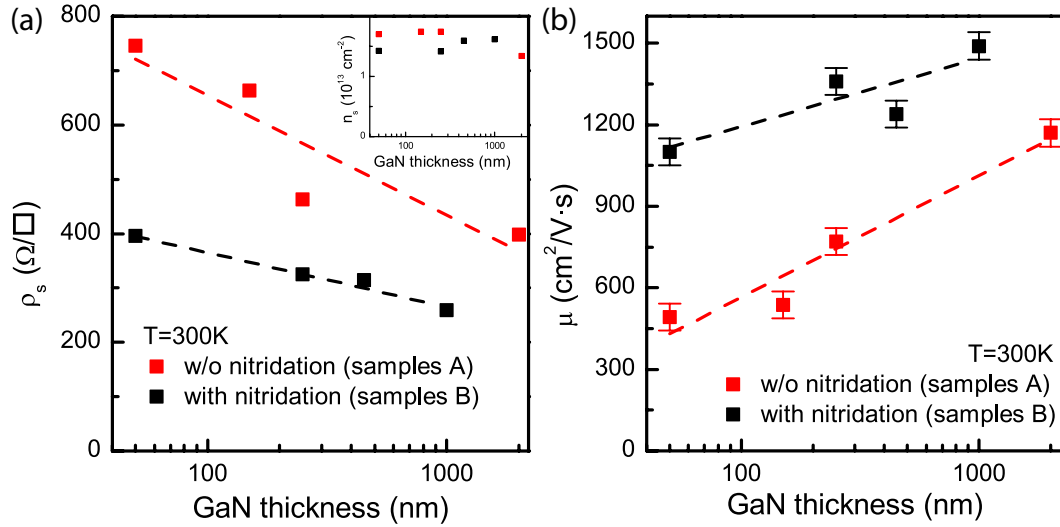 (a)
800
600
400
200
0
ρs (Ω/□)
T=300K
w/o nitridation (samples A)
with nitridation (samples B)
100
1000
GaN thickness (nm)
1
0
ns (10^13 cm^-2)
100
1000
GaN thickness (nm)
(b)
1500
1200
900
600
300
0
μ (cm²/V·s)
T=300K
w/o nitridation (samples A)
with nitridation (samples B)
100
1000
GaN thickness (nm)